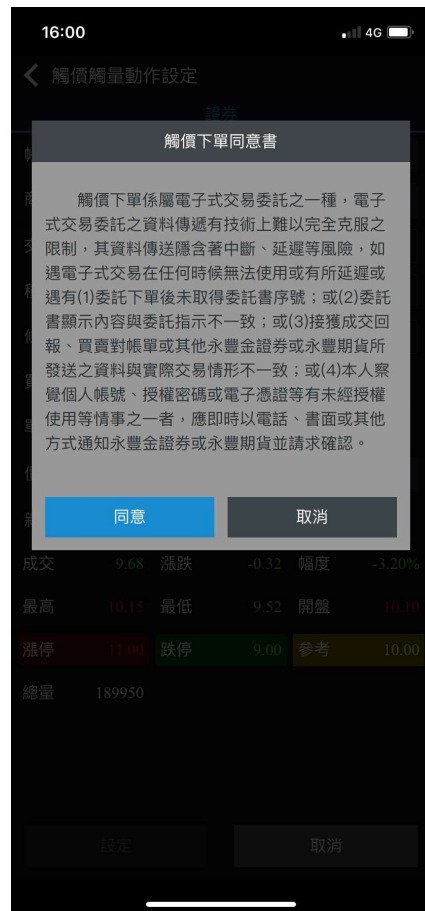 16:00
4G
觸價觸量動作設定
證券
觸價下單同意書
觸價下單係屬電子式交易委託之一種，電子
式交易委託之資料傳遞有技術上難以完全克服之
限制，其資料傳送隱含著中斷、延遲等風險，如
遇電子式交易在任何時候無法使用或有所延遲或
遇有(1)委託下單後未取得委託書序號；或(2)委託
書顯示內容與委託指示不一致；或(3)接獲成交回
報、買賣對帳單或其他永豐金證券或永豐期貨所
發送之資料與實際交易情形不一致；或(4)本人察
覺個人帳號、授權密碼或電子憑證等有未經授權
使用等情事之一者，應即時以電話、書面或其他
方式通知永豐金證券或永豐期貨並請求確認。
同意 取消
成交 9.68 漲跌 -0.32 幅度 -3.20%
最高 10.15 最低 9.52 開盤 10.10
漲停 11.00 跌停 9.00 參考 10.00
總量 189950
設定 取消